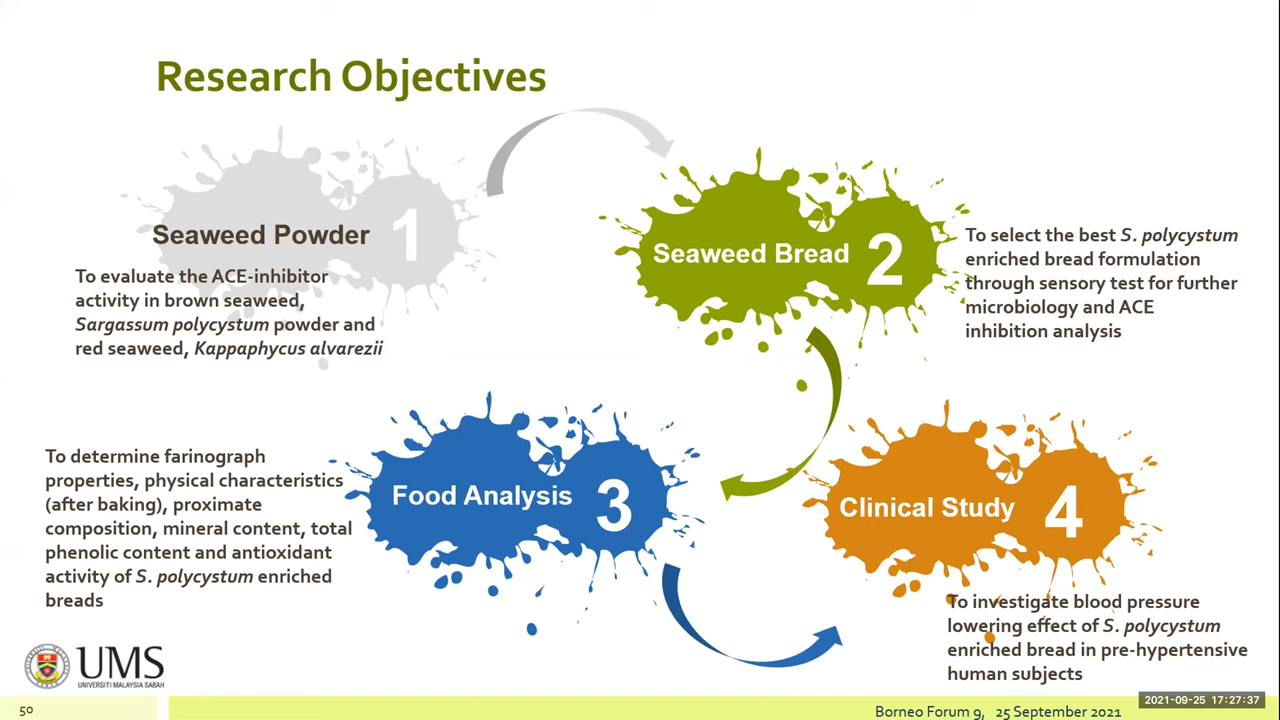 Research Objectives
Seaweed Powder 1
To evaluate the ACE-inhibitor
activity in brown seaweed,
Sargassum polycystum powder and
red seaweed, Kappaphycus alvarezii
Seaweed Bread 2
To select the best S. polycystum
enriched bread formulation
through sensory test for further
microbiology and ACE
inhibition analysis
Food Analysis 3
To determine farinograph
properties, physical characteristics
(after baking), proximate
composition, mineral content, total
phenolic content and antioxidant
activity of S. polycystum enriched
breads
Clinical Study 4
To investigate blood pressure
lowering effect of S. polycystum
enriched bread in pre-hypertensive
human subjects
UMS
UNIVERSITI MALAYSIA SABAH
50
Borneo Forum 9, 25 September 2021
2021-09-25 17:27:37